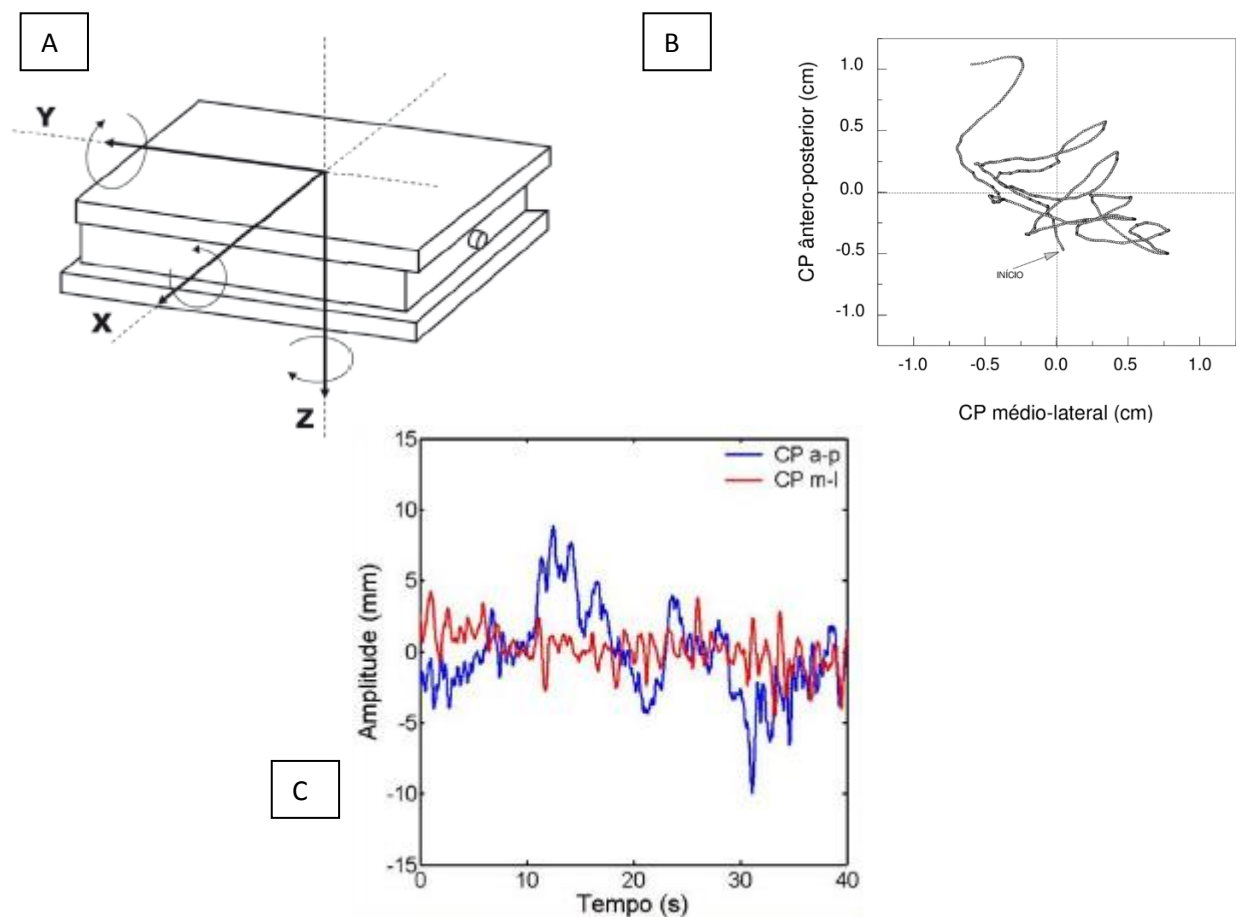 A
Y
X
Z
B
CP ântero-posterior (cm)
1.0
0.5
0.0
-0.5
-1.0
INÍCIO
-1.0 -0.5 0.0 0.5 1.0
CP médio-lateral (cm)
C
Amplitude (mm)
15
10
5
0
-5
-10
-15
CP a-p
CP m-l
0 10 20 30 40
Tempo (s)